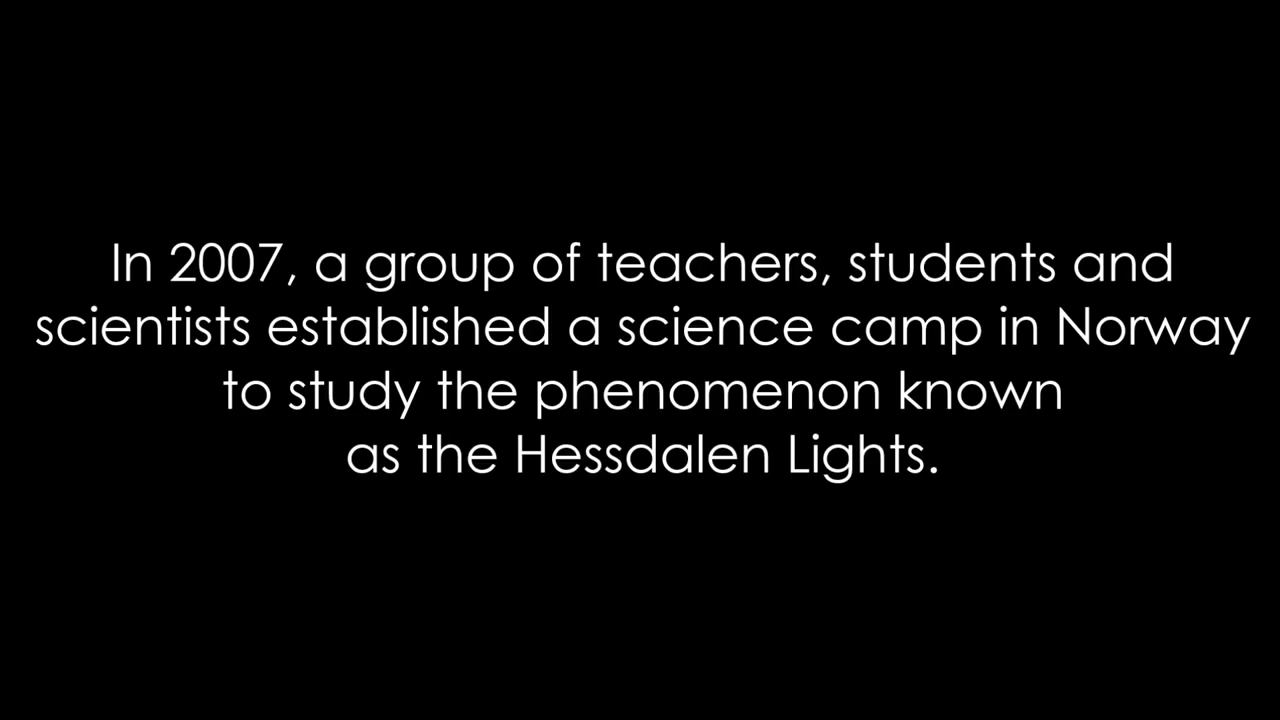 In 2007, a group of teachers, students and
scientists established a science camp in Norway
to study the phenomenon known
as the Hessdalen Lights.